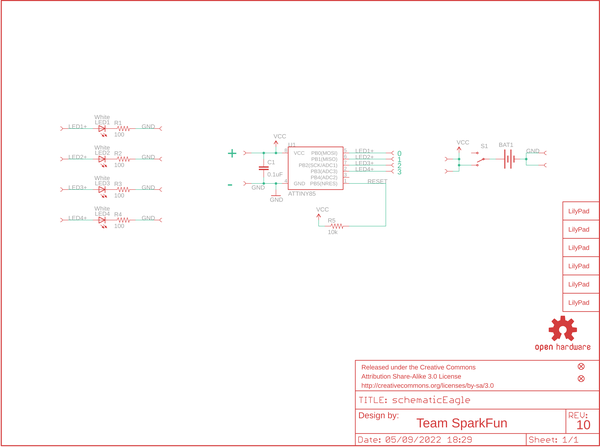 White
LED1
LED1+
R1
100
GND
White
LED2
LED2+
R2
100
GND
White
LED3
LED3+
R3
100
GND
White
LED4
LED4+
R4
100
GND
+
VCC
C1
0.1uF
-
GND
GND
U1
VCC PB0(MOSI) LED1+ 0
PB1(MISO) LED2+ 1
PB2(SCK/ADC1) LED3+ 2
PB3(ADC3) LED4+ 3
PB4(ADC2)
GND PB5(NRES) RESET
ATTINY85
VCC
R5
10k
VCC
S1
BAT1
GND
LilyPad
LilyPad
LilyPad
LilyPad
LilyPad
LilyPad
open hardware
Released under the Creative Commons
Attribution Share-Alike 3.0 License
http://creativecommons.org/licenses/by-sa/3.0
TITLE: schematicEagle
Design by:
Team SparkFun
REV:
10
Date: 05/09/2022 18:29
Sheet: 1/1